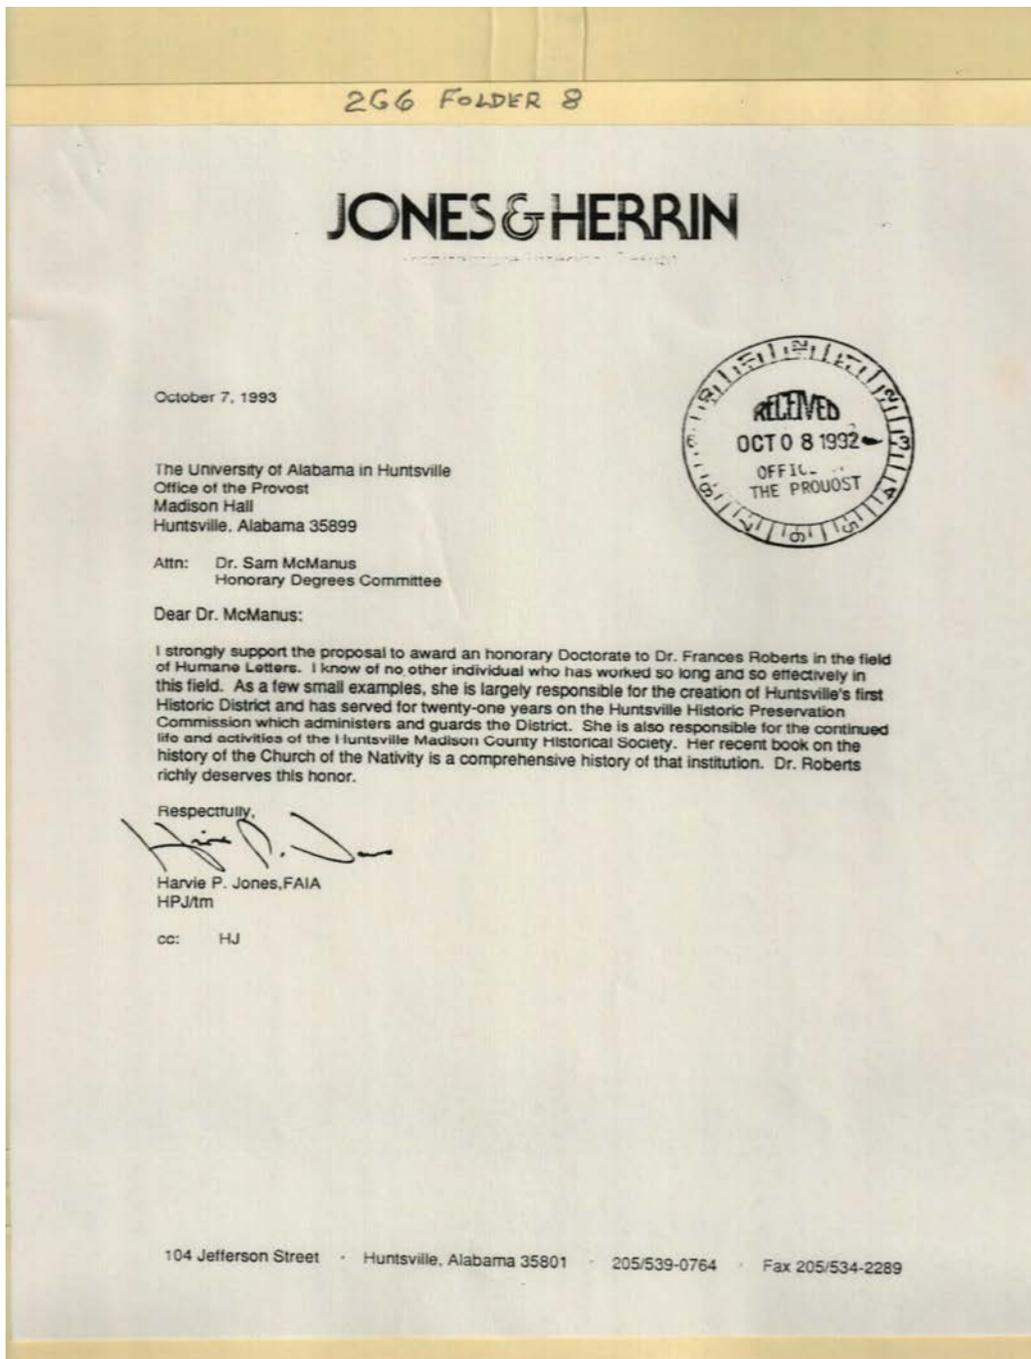 2G6 FOLDER 8
JONES & HERRIN
October 7, 1993
RECEIVED
OCT 08 1992
THE PROVOST
The University of Alabama in Huntsville
Office of the Provost
Madison Hall
Huntsville, Alabama 35899
Attn: Dr. Sam McManus
Honorary Degrees Committee
Dear Dr. McManus:
I strongly support the proposal to award an honorary Doctorate to Dr. Frances Roberts in the field
of Humane Letters. I know of no other individual who has worked so long and so effectively in
this field. As a few small examples, she is largely responsible for the creation of Huntsville's first
Historic District and has served for twenty-one years on the Huntsville Historic Preservation
Commission which administers and guards the District. She is also responsible for the continued
life and activities of the Huntsville Madison County Historical Society. Her recent book on the
history of the Church of the Nativity is a comprehensive history of that institution. Dr. Roberts
richly deserves this honor.
Respectfully,
Harvie P. Jones,FAIA
HPJ/tm
cc: HJ
104 Jefferson Street · Huntsville, Alabama 35801 · 205/539-0764 · Fax 205/534-2289